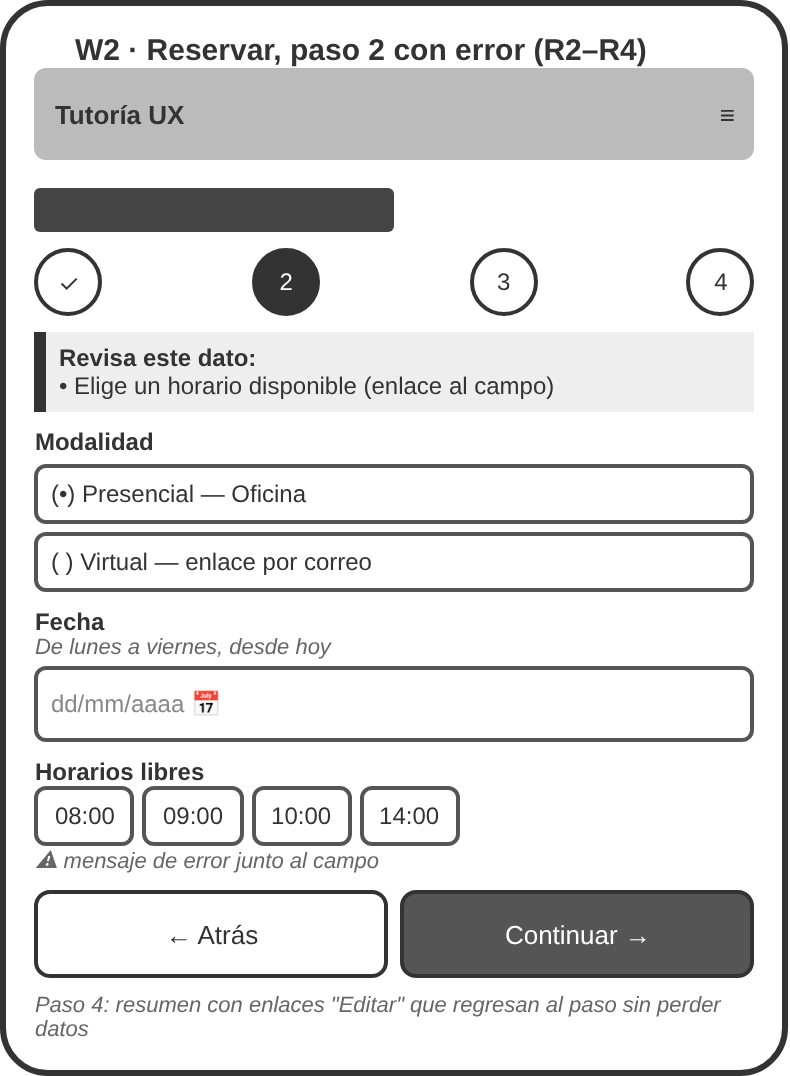 W2 · Reservar, paso 2 con error (R2–R4)
Tutoría UX ≡
✓ 2 3 4
Revisa este dato:
• Elige un horario disponible (enlace al campo)
Modalidad
(•) Presencial — Oficina
( ) Virtual — enlace por correo
Fecha
De lunes a viernes, desde hoy
dd/mm/aaaa 📅
Horarios libres
08:00 09:00 10:00 14:00
⚠ mensaje de error junto al campo
← Atrás Continuar →
Paso 4: resumen con enlaces "Editar" que regresan al paso sin perder
datos